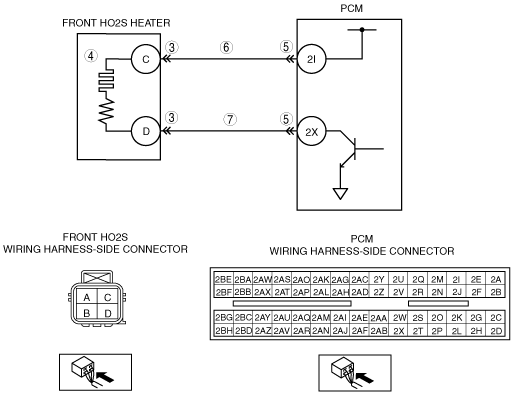 FRONT HO2S HEATER
PCM
4
C
3
6
5
2I
D
3
7
5
2X
FRONT HO2S
WIRING HARNESS-SIDE CONNECTOR
A C
B D
PCM
WIRING HARNESS-SIDE CONNECTOR
2BE 2BA 2AW 2AS 2AO 2AK 2AG 2AC 2Y 2U 2Q 2M 2I 2E 2A
2BF 2BB 2AX 2AT 2AP 2AL 2AH 2AD 2Z 2V 2R 2N 2J 2F 2B
2BG 2BC 2AY 2AU 2AQ 2AM 2AI 2AE 2AA 2W 2S 2O 2K 2G 2C
2BH 2BD 2AZ 2AV 2AR 2AN 2AJ 2AF 2AB 2X 2T 2P 2L 2H 2D